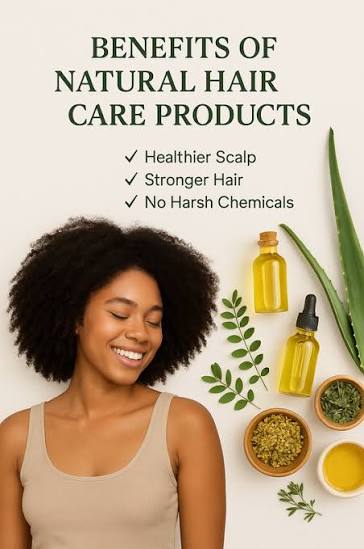 BENEFITS OF
NATURAL HAIR
CARE PRODUCTS
✓ Healthier Scalp
✓ Stronger Hair
✓ No Harsh Chemicals